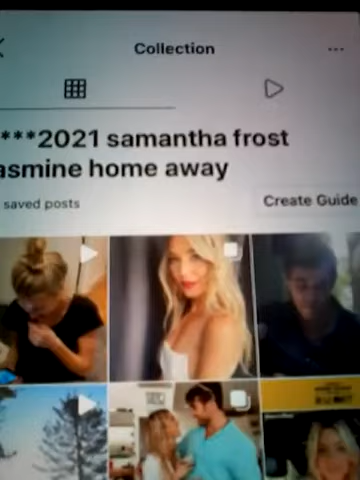 Collection
***2021 samantha frost
asmine home away
saved posts
Create Guide